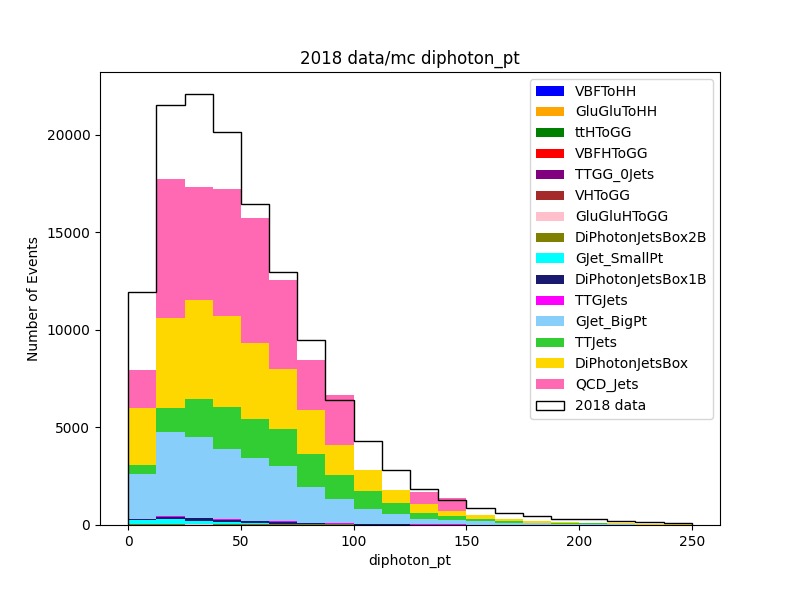 2018 data/mc diphoton_pt
Number of Events
20000
15000
10000
5000
0
0
50
100
150
200
250
diphoton_pt
VBFToHH
GluGluToHH
ttHToGG
VBFHToGG
TTGG_0Jets
VHToGG
GluGluHToGG
DiPhotonJetsBox2B
GJet_SmallPt
DiPhotonJetsBox1B
TTGJets
GJet_BigPt
TTJets
DiPhotonJetsBox
QCD_Jets
2018 data